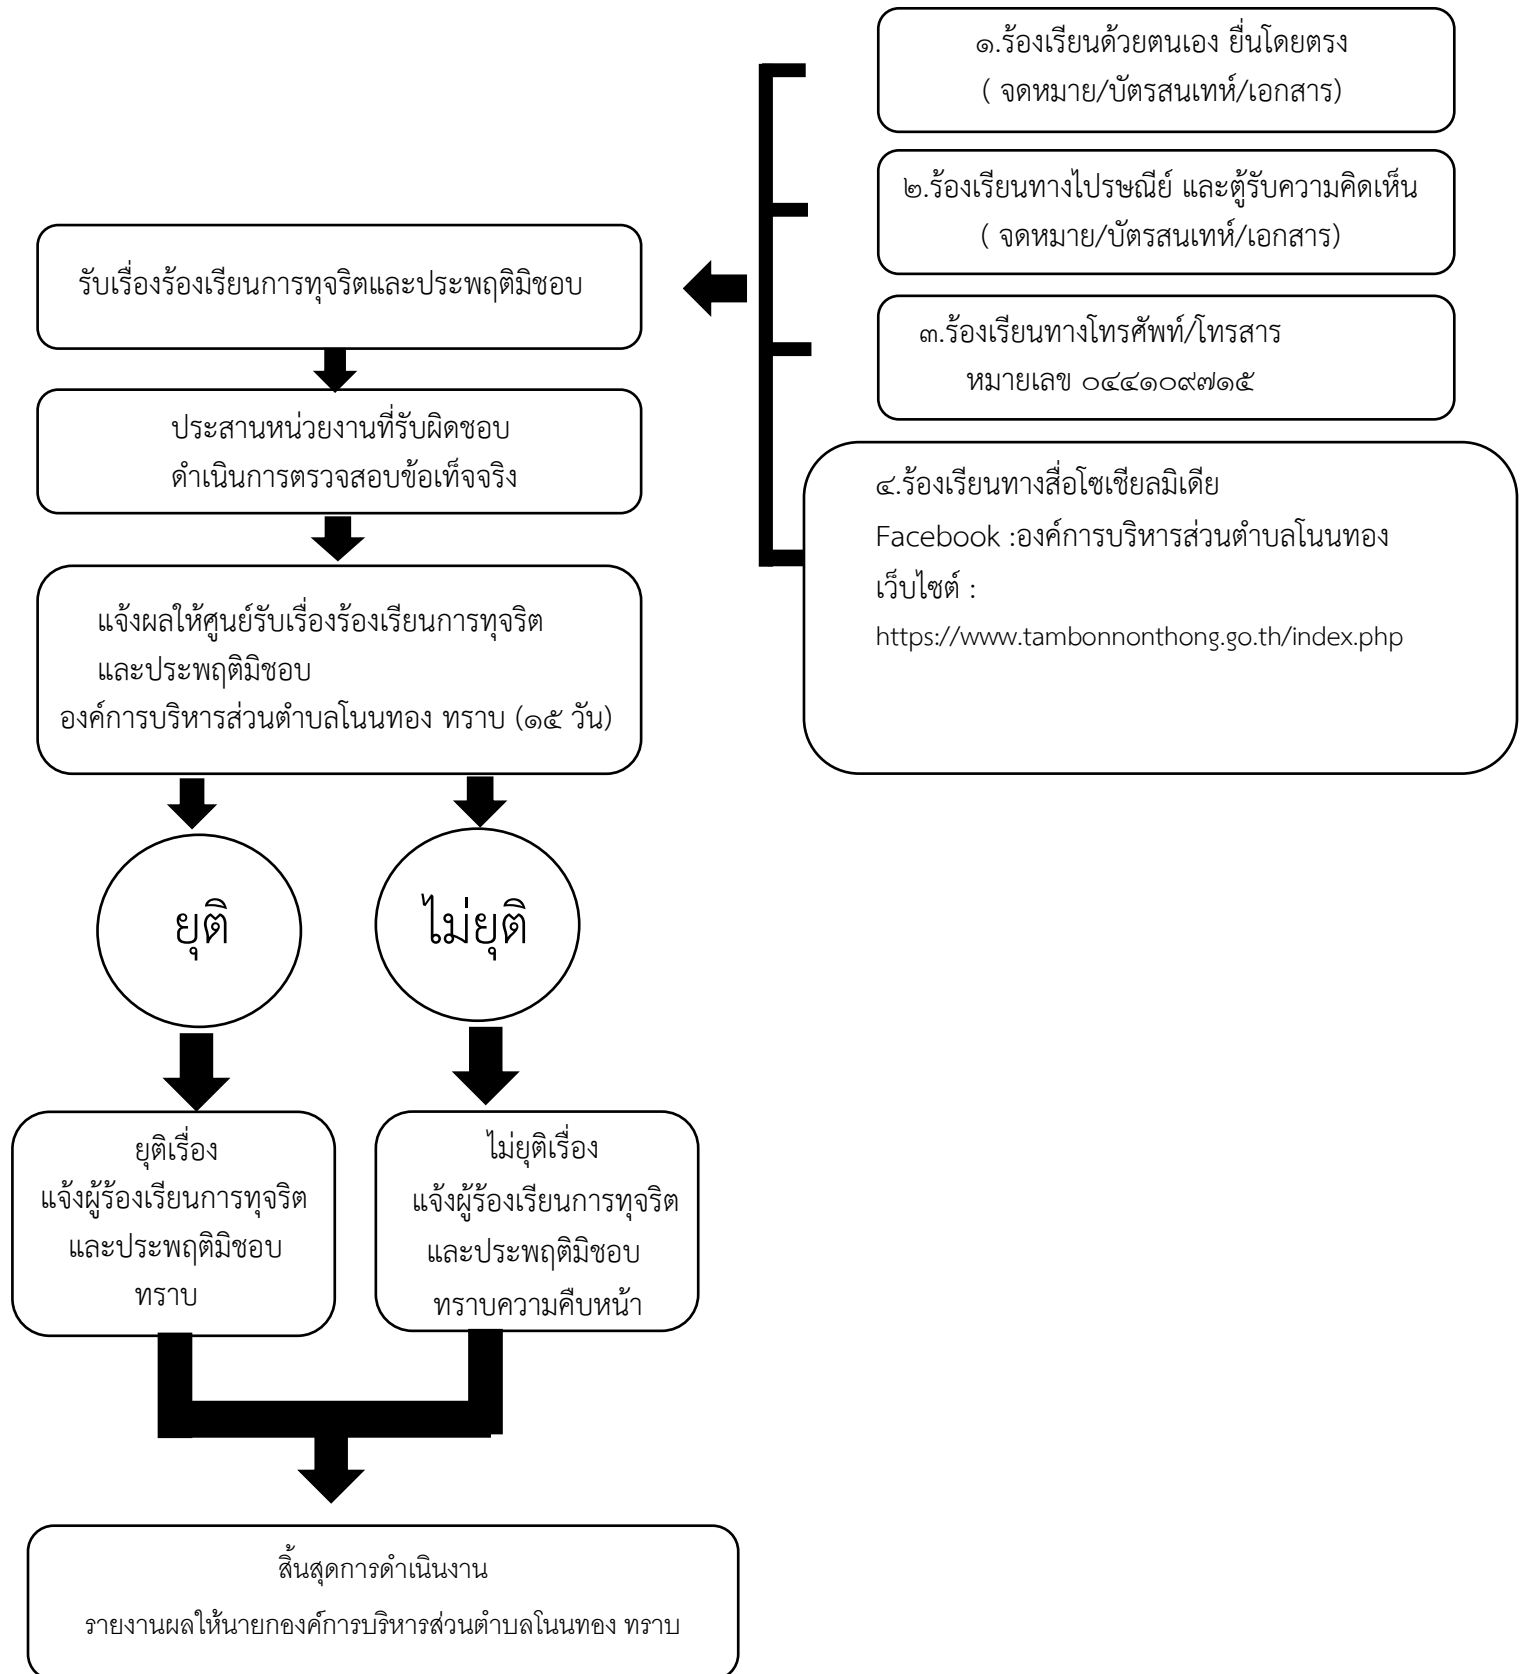 ๑.ร้องเรียนด้วยตนเอง ยื่นโดยตรง
( จดหมาย/บัตรสนเทห์/เอกสาร)
๒.ร้องเรียนทางไปรษณีย์ และตู้รับความคิดเห็น
( จดหมาย/บัตรสนเทห์/เอกสาร)
๓.ร้องเรียนทางโทรศัพท์/โทรสาร
หมายเลข ๐๔๔๑๐๙๗๑๕
๔.ร้องเรียนทางสื่อโซเชียลมิเดีย
Facebook :องค์การบริหารส่วนตำบลโนนทอง
เว็บไซต์ :
https://www.tambonnonthong.go.th/index.php
รับเรื่องร้องเรียนการทุจริตและประพฤติมิชอบ
ประสานหน่วยงานที่รับผิดชอบ
ดำเนินการตรวจสอบข้อเท็จจริง
แจ้งผลให้ศูนย์รับเรื่องร้องเรียนการทุจริต
และประพฤติมิชอบ
องค์การบริหารส่วนตำบลโนนทอง ทราบ (๑๕ วัน)
ยุติ
ไม่ยุติ
ยุติเรื่อง
แจ้งผู้ร้องเรียนการทุจริต
และประพฤติมิชอบ
ทราบ
ไม่ยุติเรื่อง
แจ้งผู้ร้องเรียนการทุจริต
และประพฤติมิชอบ
ทราบความคืบหน้า
สิ้นสุดการดำเนินงาน
รายงานผลให้นายกองค์การบริหารส่วนตำบลโนนทอง ทราบ